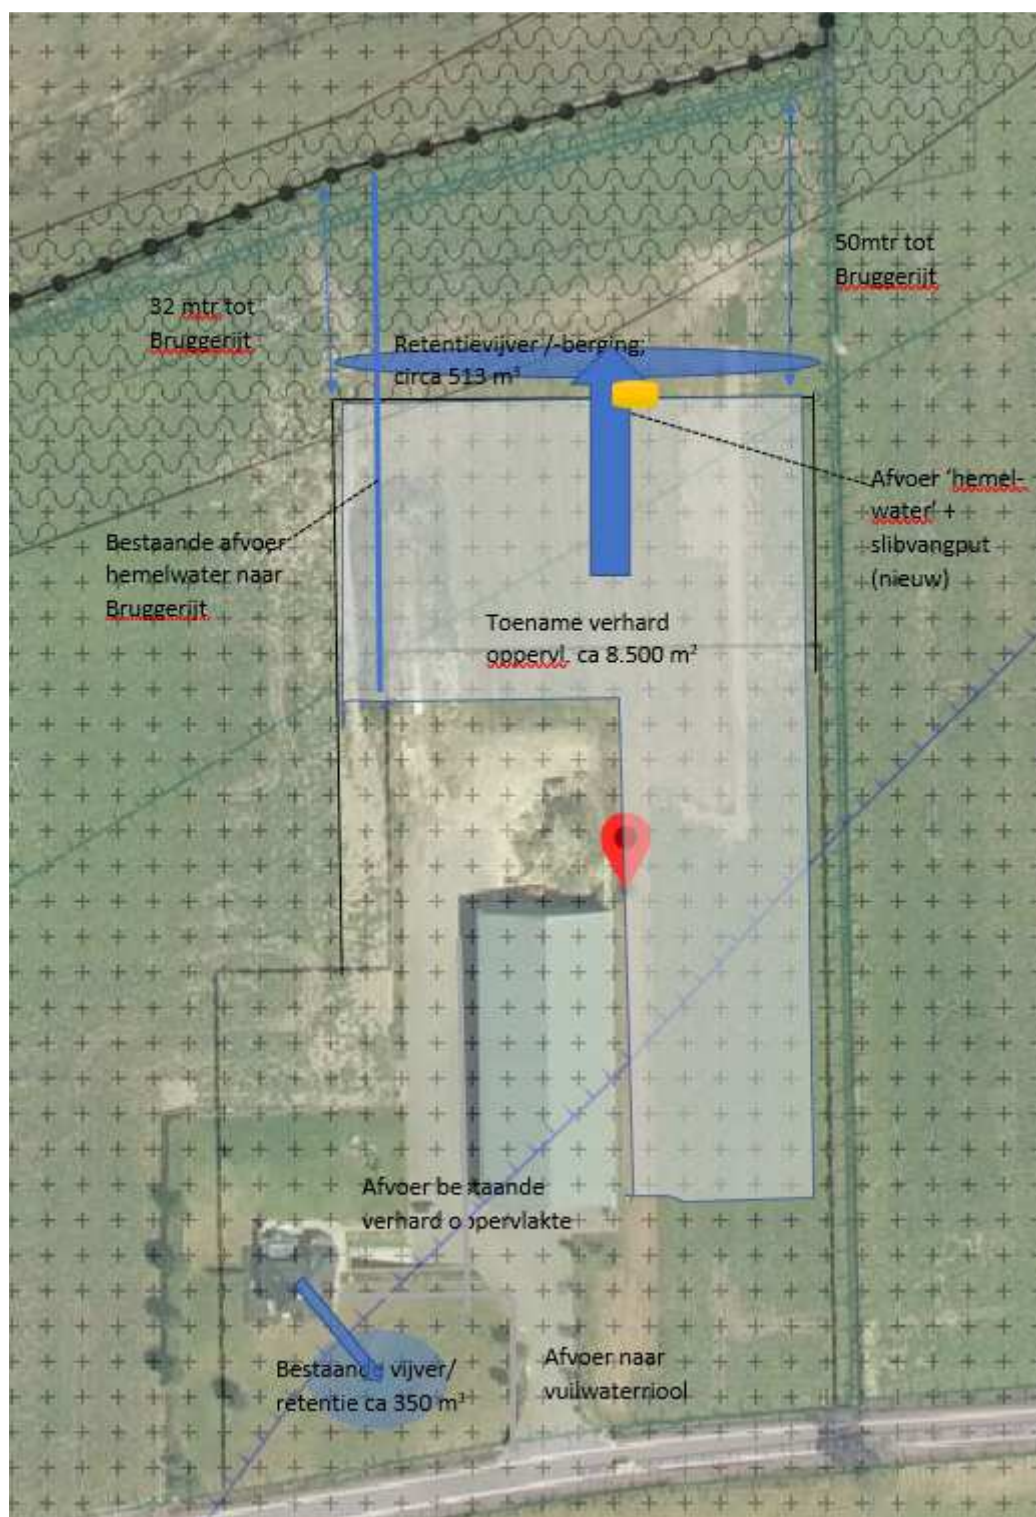 50mtr tot
Bruggerijt
32 mtr tot
Bruggerijt
Retentievijver /-berging;
circa 513 m³
Afvoer ‘hemel-
water’ +
slibvangput
(nieuw)
Bestaande afvoer
hemelwater naar
Bruggerijt
Toename verhard
oppervl. ca 8.500 m²
Afvoer bestaande
verhard oppervlakte
Bestaande vijver/
retentie ca 350 m³
Afvoer naar
vuilwaterriool